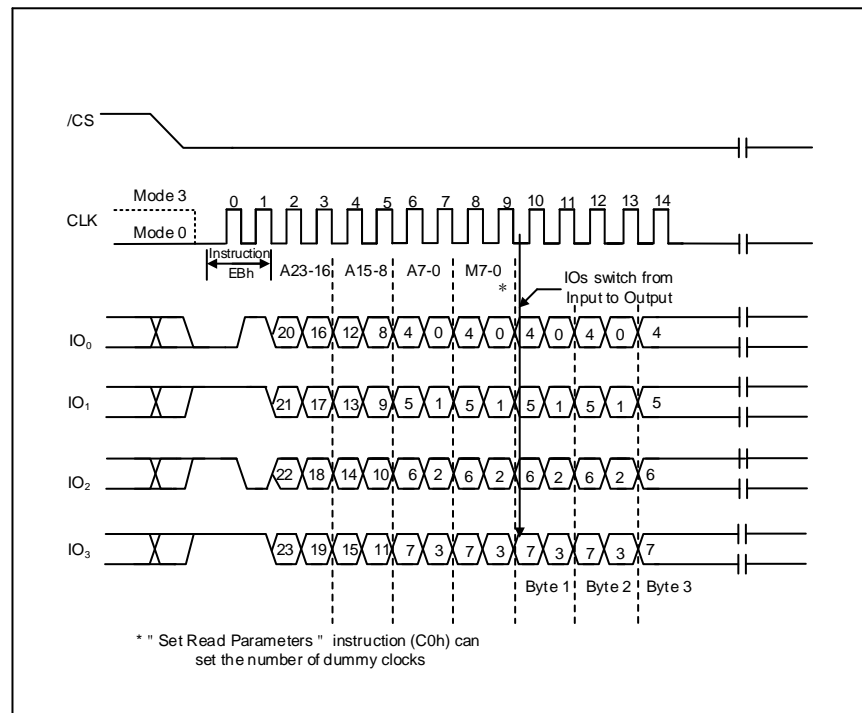 /CS
Mode 3
0 1 2 3 4 5 6 7 8 9 10 11 12 13 14
CLK
Mode 0
Instruction
EBh
A23-16 A15-8 A7-0 M7-0
*
IOs switch from
Input to Output
IO₀ 20 16 12 8 4 0 4 0 4 0 4 0 4
IO₁ 21 17 13 9 5 1 5 1 5 1 5 1 5
IO₂ 22 18 14 10 6 2 6 2 6 2 6 2 6
IO₃ 23 19 15 11 7 3 7 3 7 3 7 3 7
Byte 1 Byte 2 Byte 3
* " Set Read Parameters " instruction (C0h) can
set the number of dummy clocks